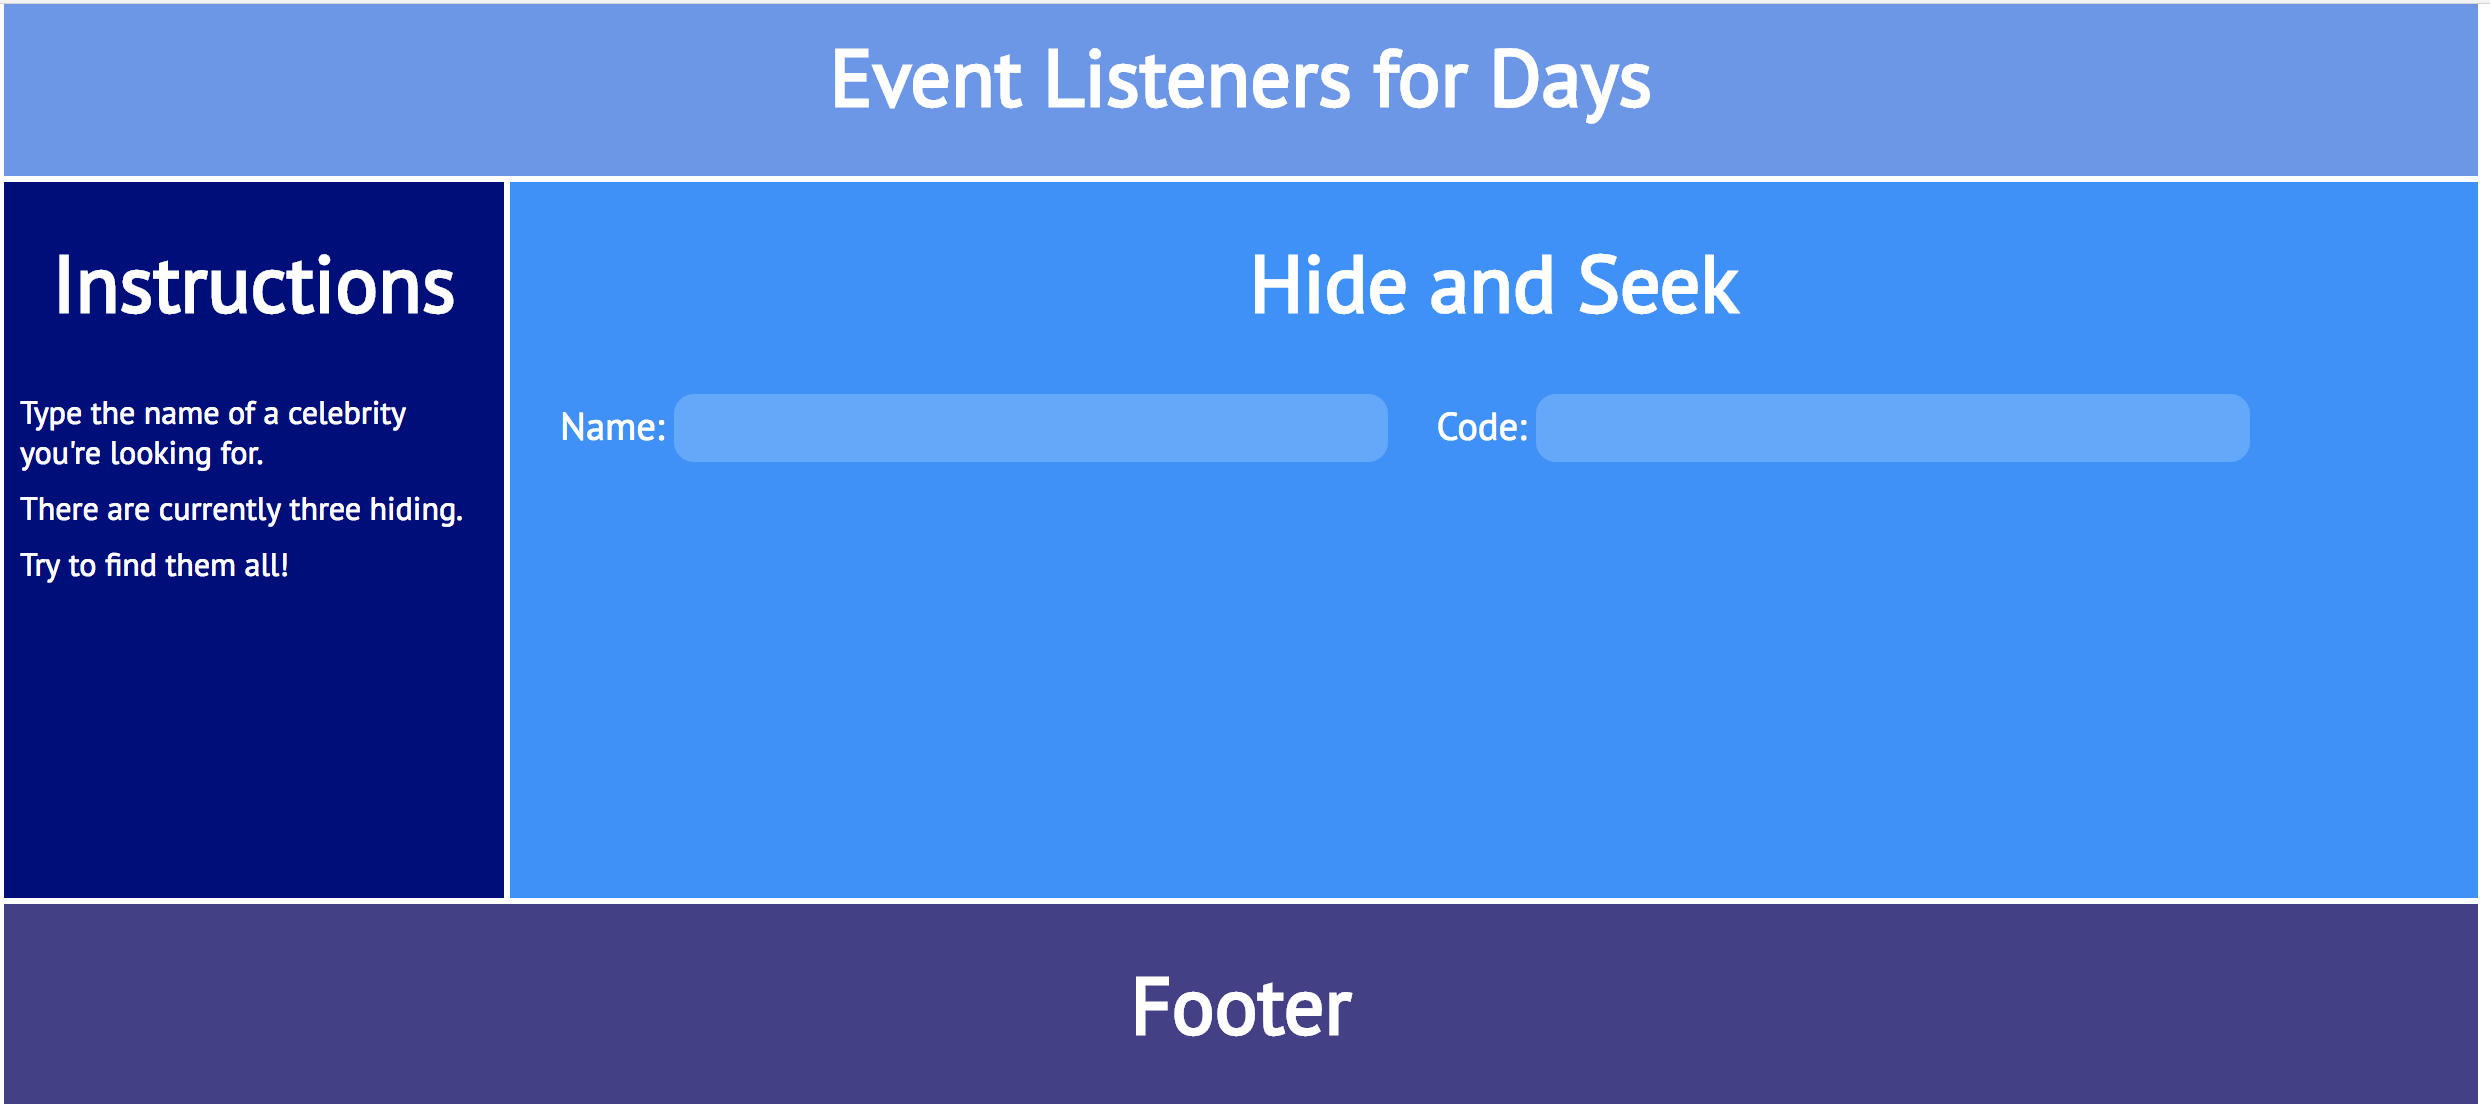 Event Listeners for Days
Instructions
Type the name of a celebrity
you're looking for.
There are currently three hiding.
Try to find them all!
Hide and Seek
Name:
Code:
Footer